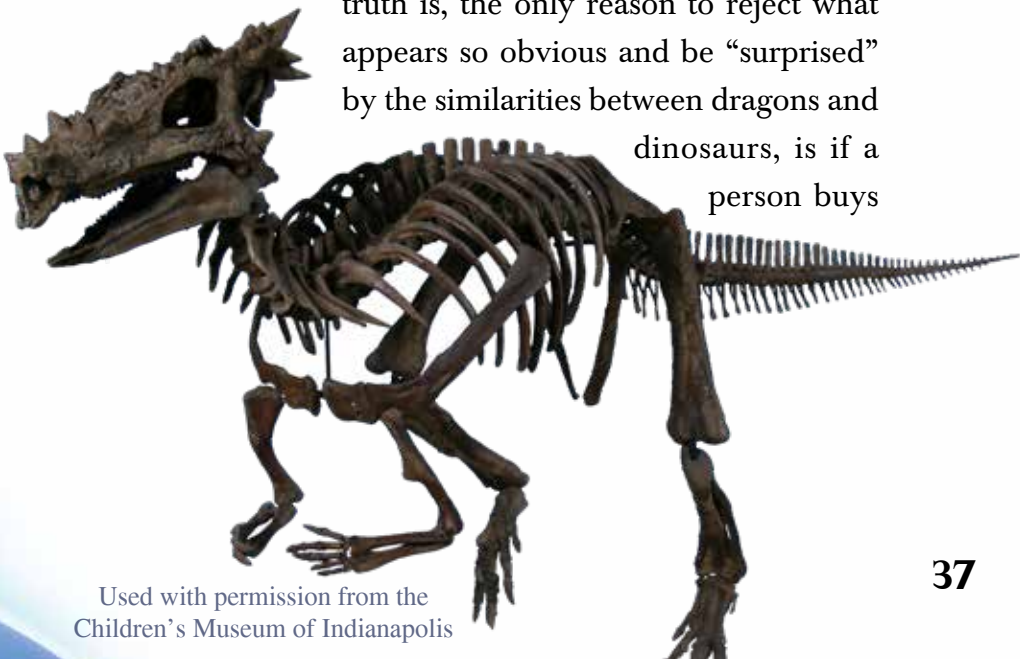 truth is, the only reason to reject what
appears so obvious and be “surprised”
by the similarities between dragons and
dinosaurs, is if a
person buys
37
Used with permission from the
Children’s Museum of Indianapolis